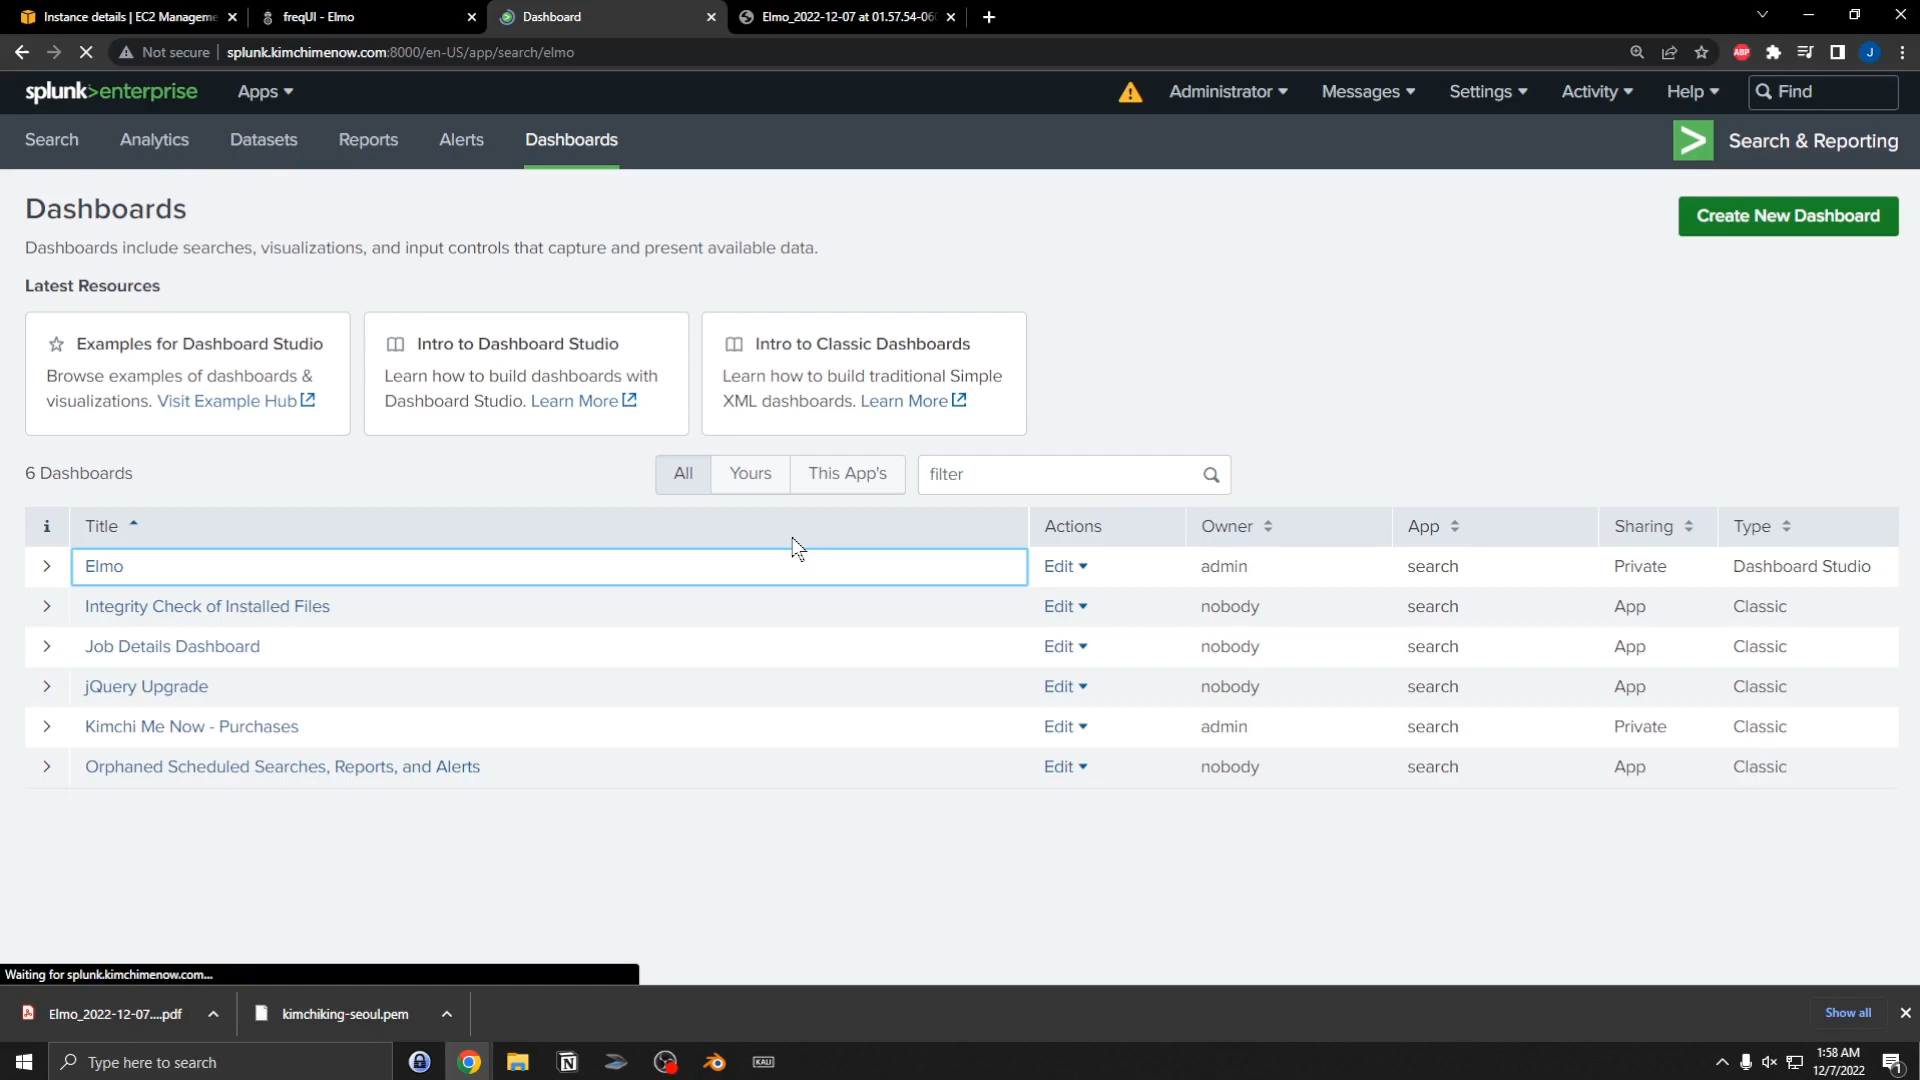 Instance details | EC2 Manageme
freqUI - Elmo
Dashboard
Elmo_2022-12-07 at 01.57.54-060
Not secure
splunk.kimchimenow.com:8000/en-US/app/search/elmo
ABP
J
splunk>enterprise
Apps
Administrator
Messages
Settings
Activity
Help
Find
Search
Analytics
Datasets
Reports
Alerts
Dashboards
Search & Reporting
Dashboards
Create New Dashboard
Dashboards include searches, visualizations, and input controls that capture and present available data.
Latest Resources
Examples for Dashboard Studio
Browse examples of dashboards &
visualizations. Visit Example Hub
Intro to Dashboard Studio
Learn how to build dashboards with
Dashboard Studio. Learn More
Intro to Classic Dashboards
Learn how to build traditional Simple
XML dashboards. Learn More
6 Dashboards
All
Yours
This App's
filter
i Title Actions Owner App Sharing Type
Elmo Edit admin search Private Dashboard Studio
Integrity Check of Installed Files Edit nobody search App Classic
Job Details Dashboard Edit nobody search App Classic
jQuery Upgrade Edit nobody search App Classic
Kimchi Me Now - Purchases Edit admin search Private Classic
Orphaned Scheduled Searches, Reports, and Alerts Edit nobody search App Classic
Waiting for splunk.kimchimenow.com...
Elmo_2022-12-07....pdf
kimchiking-seoul.pem
Show all
Type here to search
KALI
1:58 AM
12/7/2022
1